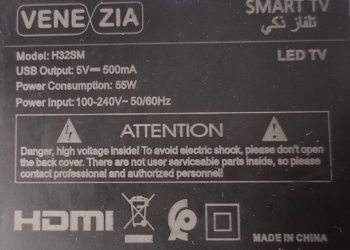 VENEZIA
SMART TV
تلفاز ذكي
Model: H32SM
LED TV
USB Output: 5V⎓500mA
Power Consumption: 55W
Power Input: 100-240V~ 50/60Hz
ATTENTION
Danger, high voltage inside! To avoid electric shock, please don't open
the back cover. There are not user serviceable parts inside, so please
contact professional and authorized personnel!
HDMI
MADE IN CHINA